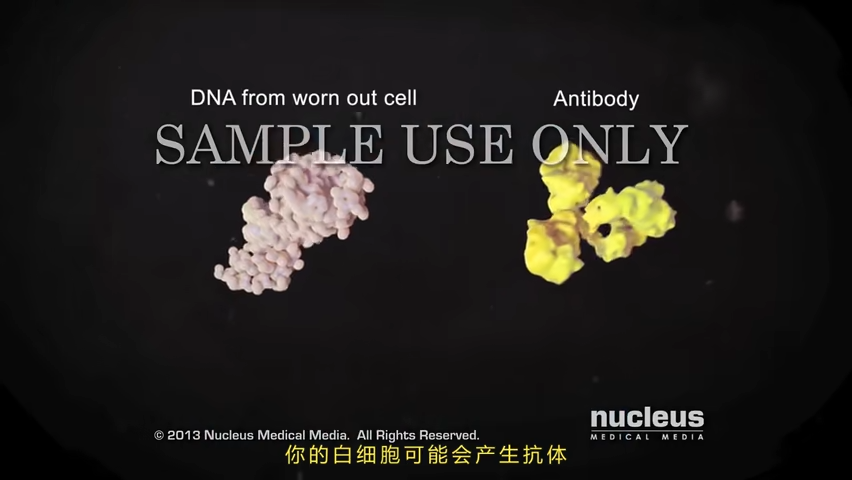 DNA from worn out cell
Antibody
SAMPLE USE ONLY
nucleus
MEDICAL MEDIA
© 2013 Nucleus Medical Media. All Rights Reserved.
你的白细胞可能会产生抗体